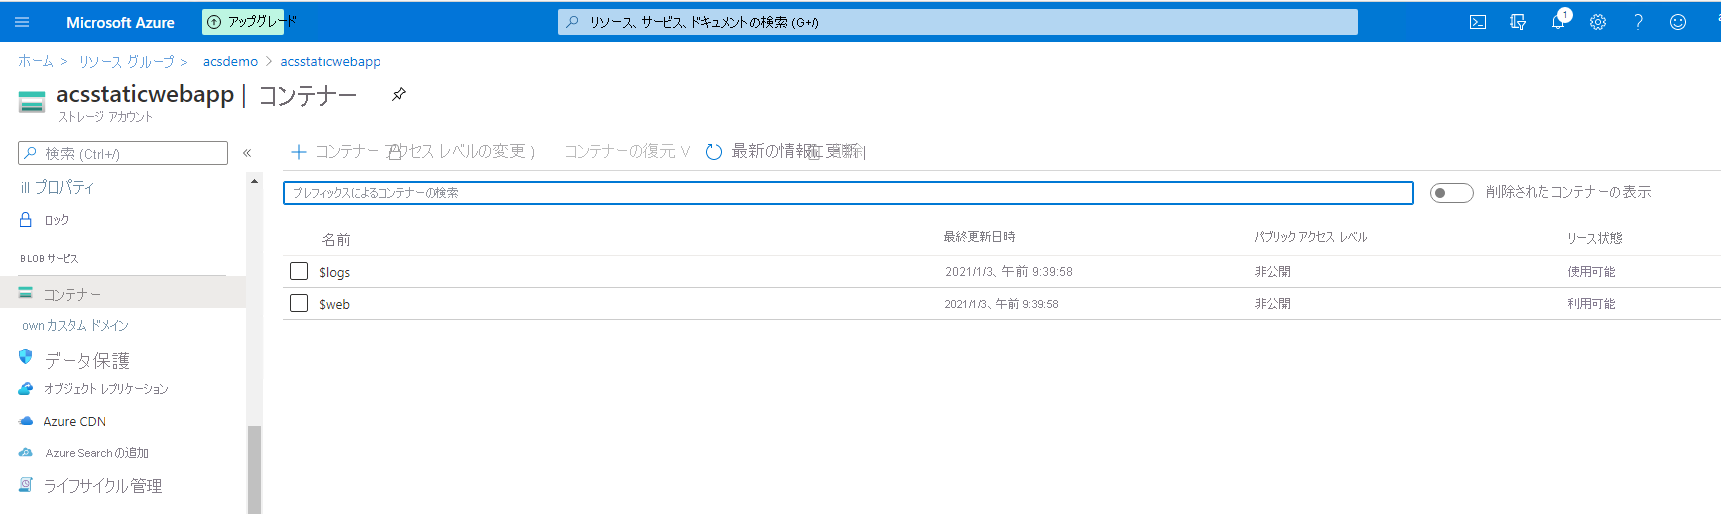 Microsoft Azure
アップグレード
リソース、サービス、ドキュメントの検索 (G+/)
1
ホーム > リソース グループ > acsdemo > acsstaticwebapp
acsstaticwebapp | コンテナー
ストレージ アカウント
検索 (Ctrl+/)
«
+ コンテナー アクセス レベルの変更 ) コンテナーの復元 V 最新の情報に更新 |
プレフィックスによるコンテナーの検索
削除されたコンテナーの表示
ill プロパティ
ロック
BLOB サービス
コンテナー
own カスタム ドメイン
データ保護
オブジェクト レプリケーション
Azure CDN
Azure Search の追加
ライフサイクル管理
名前 最終更新日時 パブリック アクセス レベル リース状態
$logs 2021/1/3、午前 9:39:58 非公開 使用可能
$web 2021/1/3、午前 9:39:58 非公開 利用可能